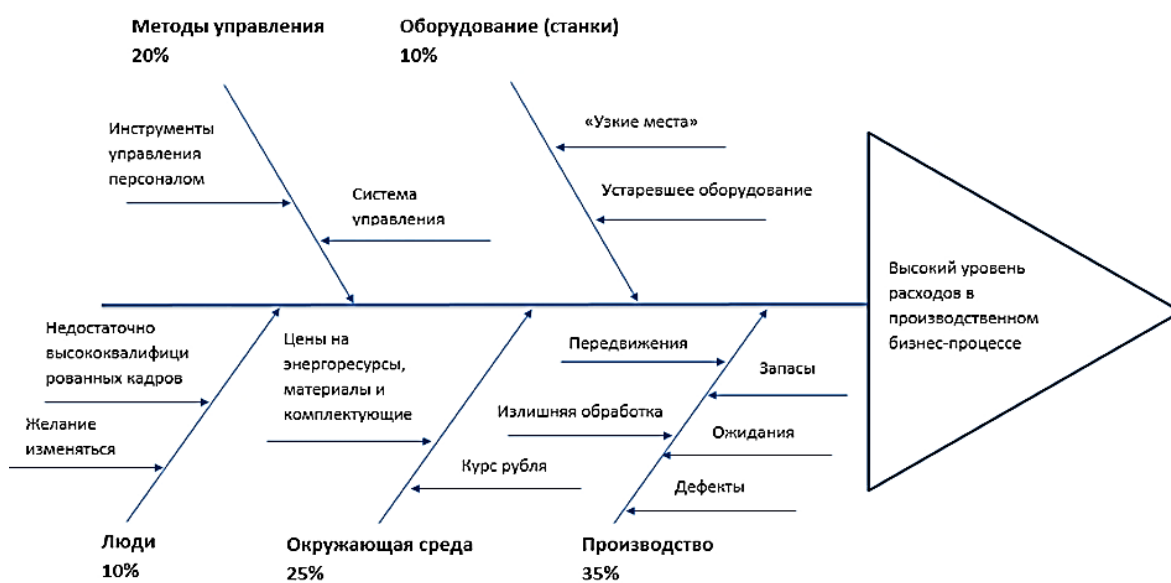 Методы управления
20%
Оборудование (станки)
10%
Инструменты
управления
персоналом
Система
управления
«Узкие места»
Устаревшее оборудование
Высокий уровень
расходов в
производственном
бизнес-процессе
Недостаточно
высококвалифици
рованных кадров
Желание
изменяться
Цены на
энергоресурсы,
материалы и
комплектующие
Курс рубля
Передвижения
Запасы
Излишняя обработка
Ожидания
Дефекты
Люди
10%
Окружающая среда
25%
Производство
35%